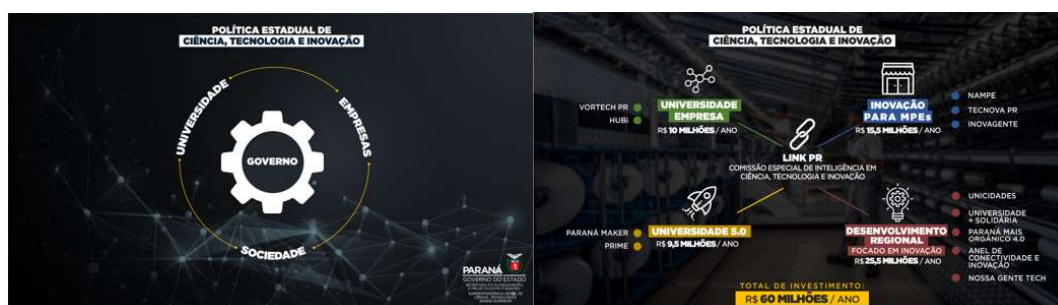 POLÍTICA ESTADUAL DE
CIÊNCIA, TECNOLOGIA E INOVAÇÃO
UNIVERSIDADE
EMPRESAS
GOVERNO
SOCIEDADE
PARANÁ
GOVERNO DO ESTADO
POLÍTICA ESTADUAL DE
CIÊNCIA, TECNOLOGIA E INOVAÇÃO
VORTECH PR
HUBI
UNIVERSIDADE
EMPRESA
R$ 10 MILHÕES / ANO
INOVAÇÃO
PARA MPEs
R$ 15,5 MILHÕES / ANO
NAMPE
TECNOVA PR
INOVAGENTE
LINK PR
COMISSÃO ESPECIAL DE INTELIGÊNCIA EM
CIÊNCIA, TECNOLOGIA E INOVAÇÃO
PARANÁ MAKER
PRIME
UNIVERSIDADE 5.0
R$ 9,5 MILHÕES / ANO
DESENVOLVIMENTO
REGIONAL
FOCADO EM INOVAÇÃO
R$ 25,5 MILHÕES / ANO
UNICIDADES
UNIVERSIDADE
+ SOLIDÁRIA
PARANÁ MAIS
ORGÂNICO 4.0
ANEL DE
CONECTIVIDADE E
INOVAÇÃO
NOSSA GENTE TECH
TOTAL DE INVESTIMENTO:
R$ 60 MILHÕES / ANO